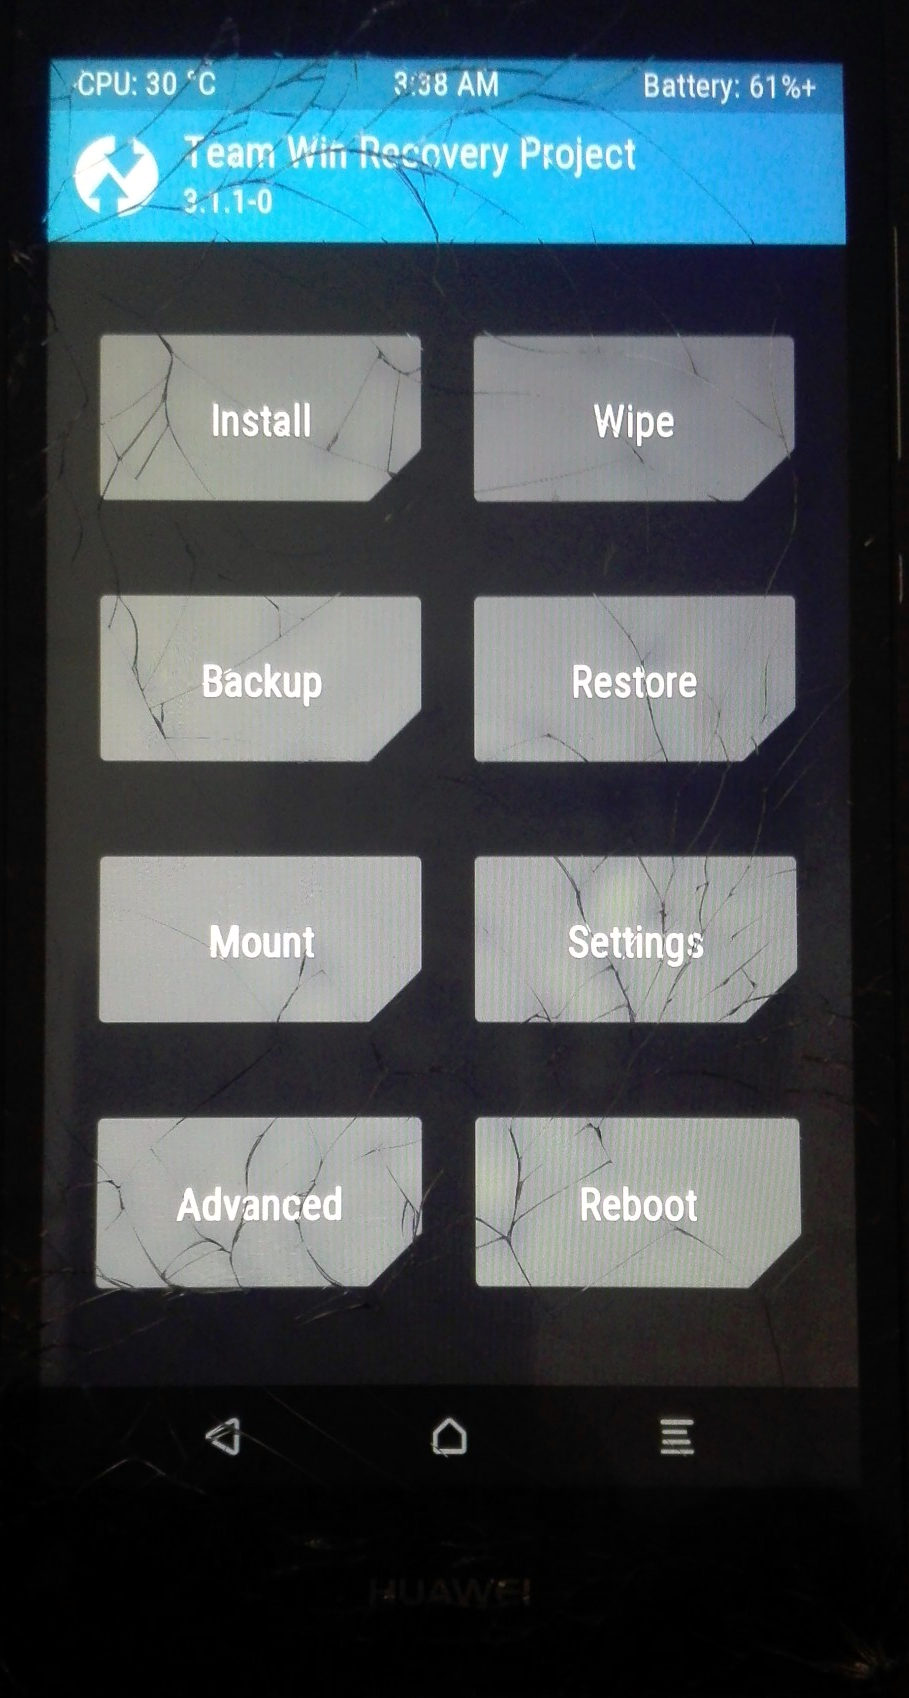 CPU: 30 °C 3:38 AM Battery: 61%+
Team Win Recovery Project
3.1.1-0
Install Wipe
Backup Restore
Mount Settings
Advanced Reboot
HUAWEI